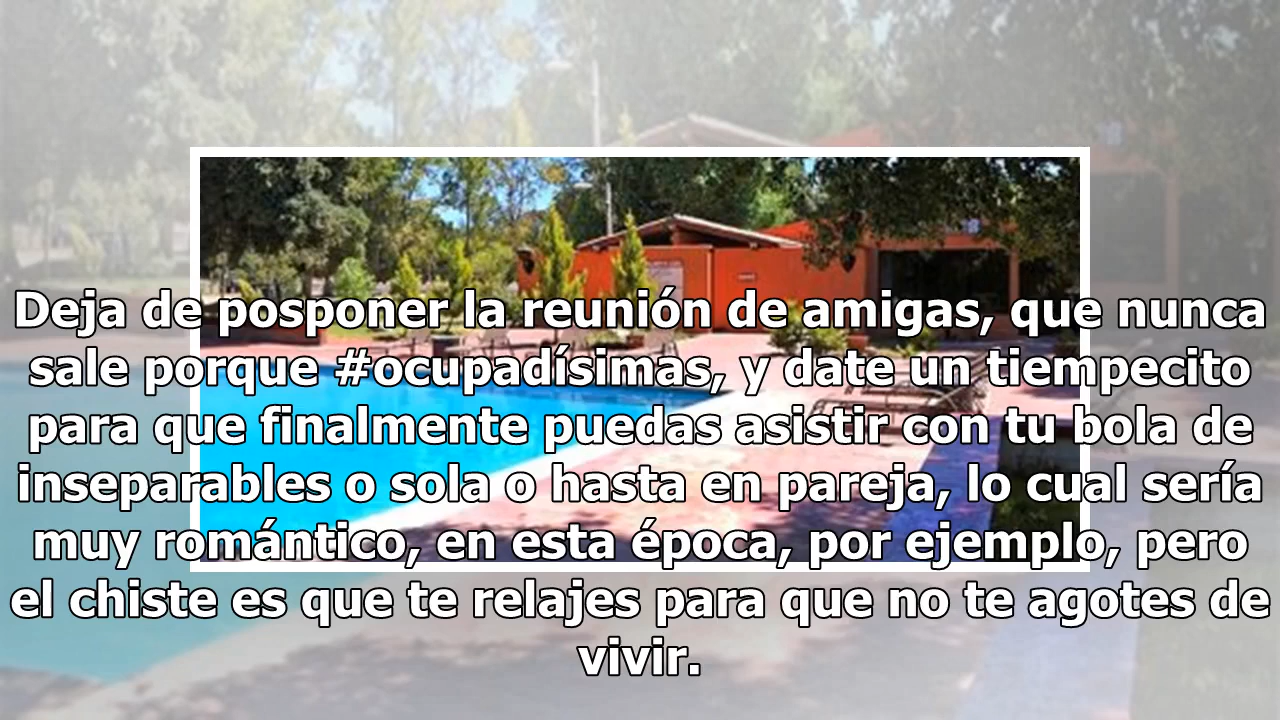 Deja de posponer la reunión de amigas, que nunca
sale porque #ocupadísimas, y date un tiempecito
para que finalmente puedas asistir con tu bola de
inseparables o sola o hasta en pareja, lo cual sería
muy romántico, en esta época, por ejemplo, pero
el chiste es que te relajes para que no te agotes de
vivir.